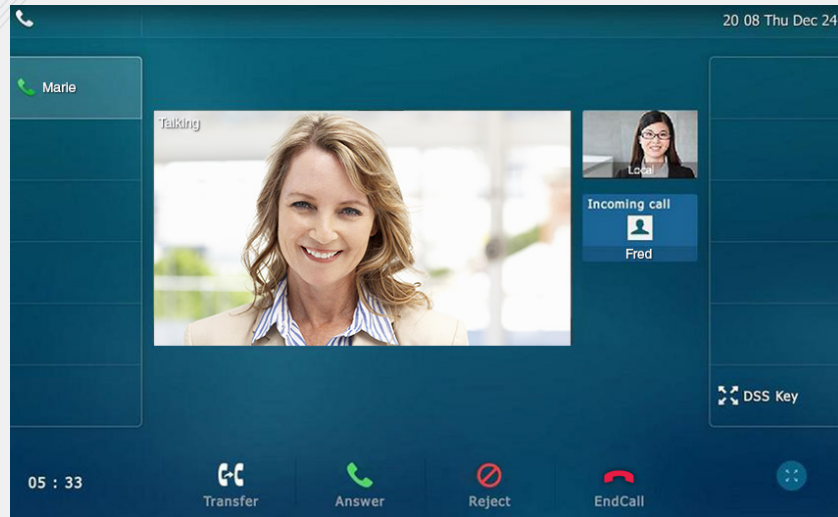 20 08 Thu Dec 24
Marie
Talking
Local
Incoming call
Fred
DSS Key
05 : 33
Transfer
Answer
Reject
EndCall